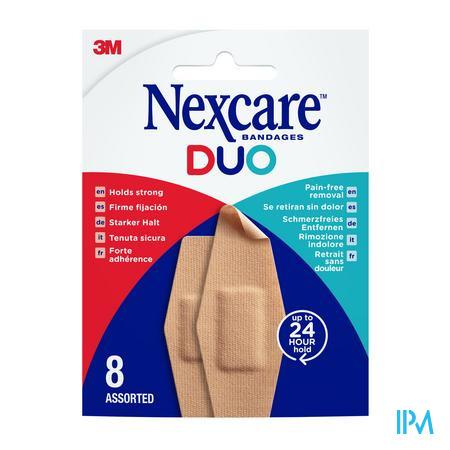 3M
Nexcare™
BANDAGES
DUO
en Holds strong
es Firme fijación
de Starker Halt
it Tenuta sicura
fr Forte
adhérence
Pain-free
removal en
Se retiran sin dolor es
Schmerzfreies
Entfernen de
Rimozione
indolore it
Retrait
sans
douleur fr
up to
24
HOUR
hold
8
ASSORTED
IPM